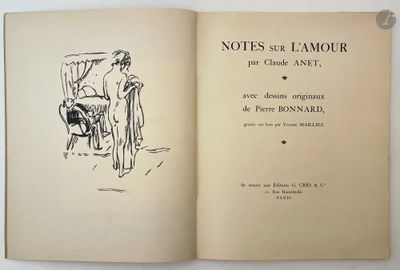 NOTES SUR L'AMOUR
par Claude ANET,
avec dessins originaux
de Pierre BONNARD,
gravés sur bois par Yvonne MAILLIEZ
Se trouve aux Éditions G. CRÈS & Cie
21, Rue Hautefeuille
PARIS